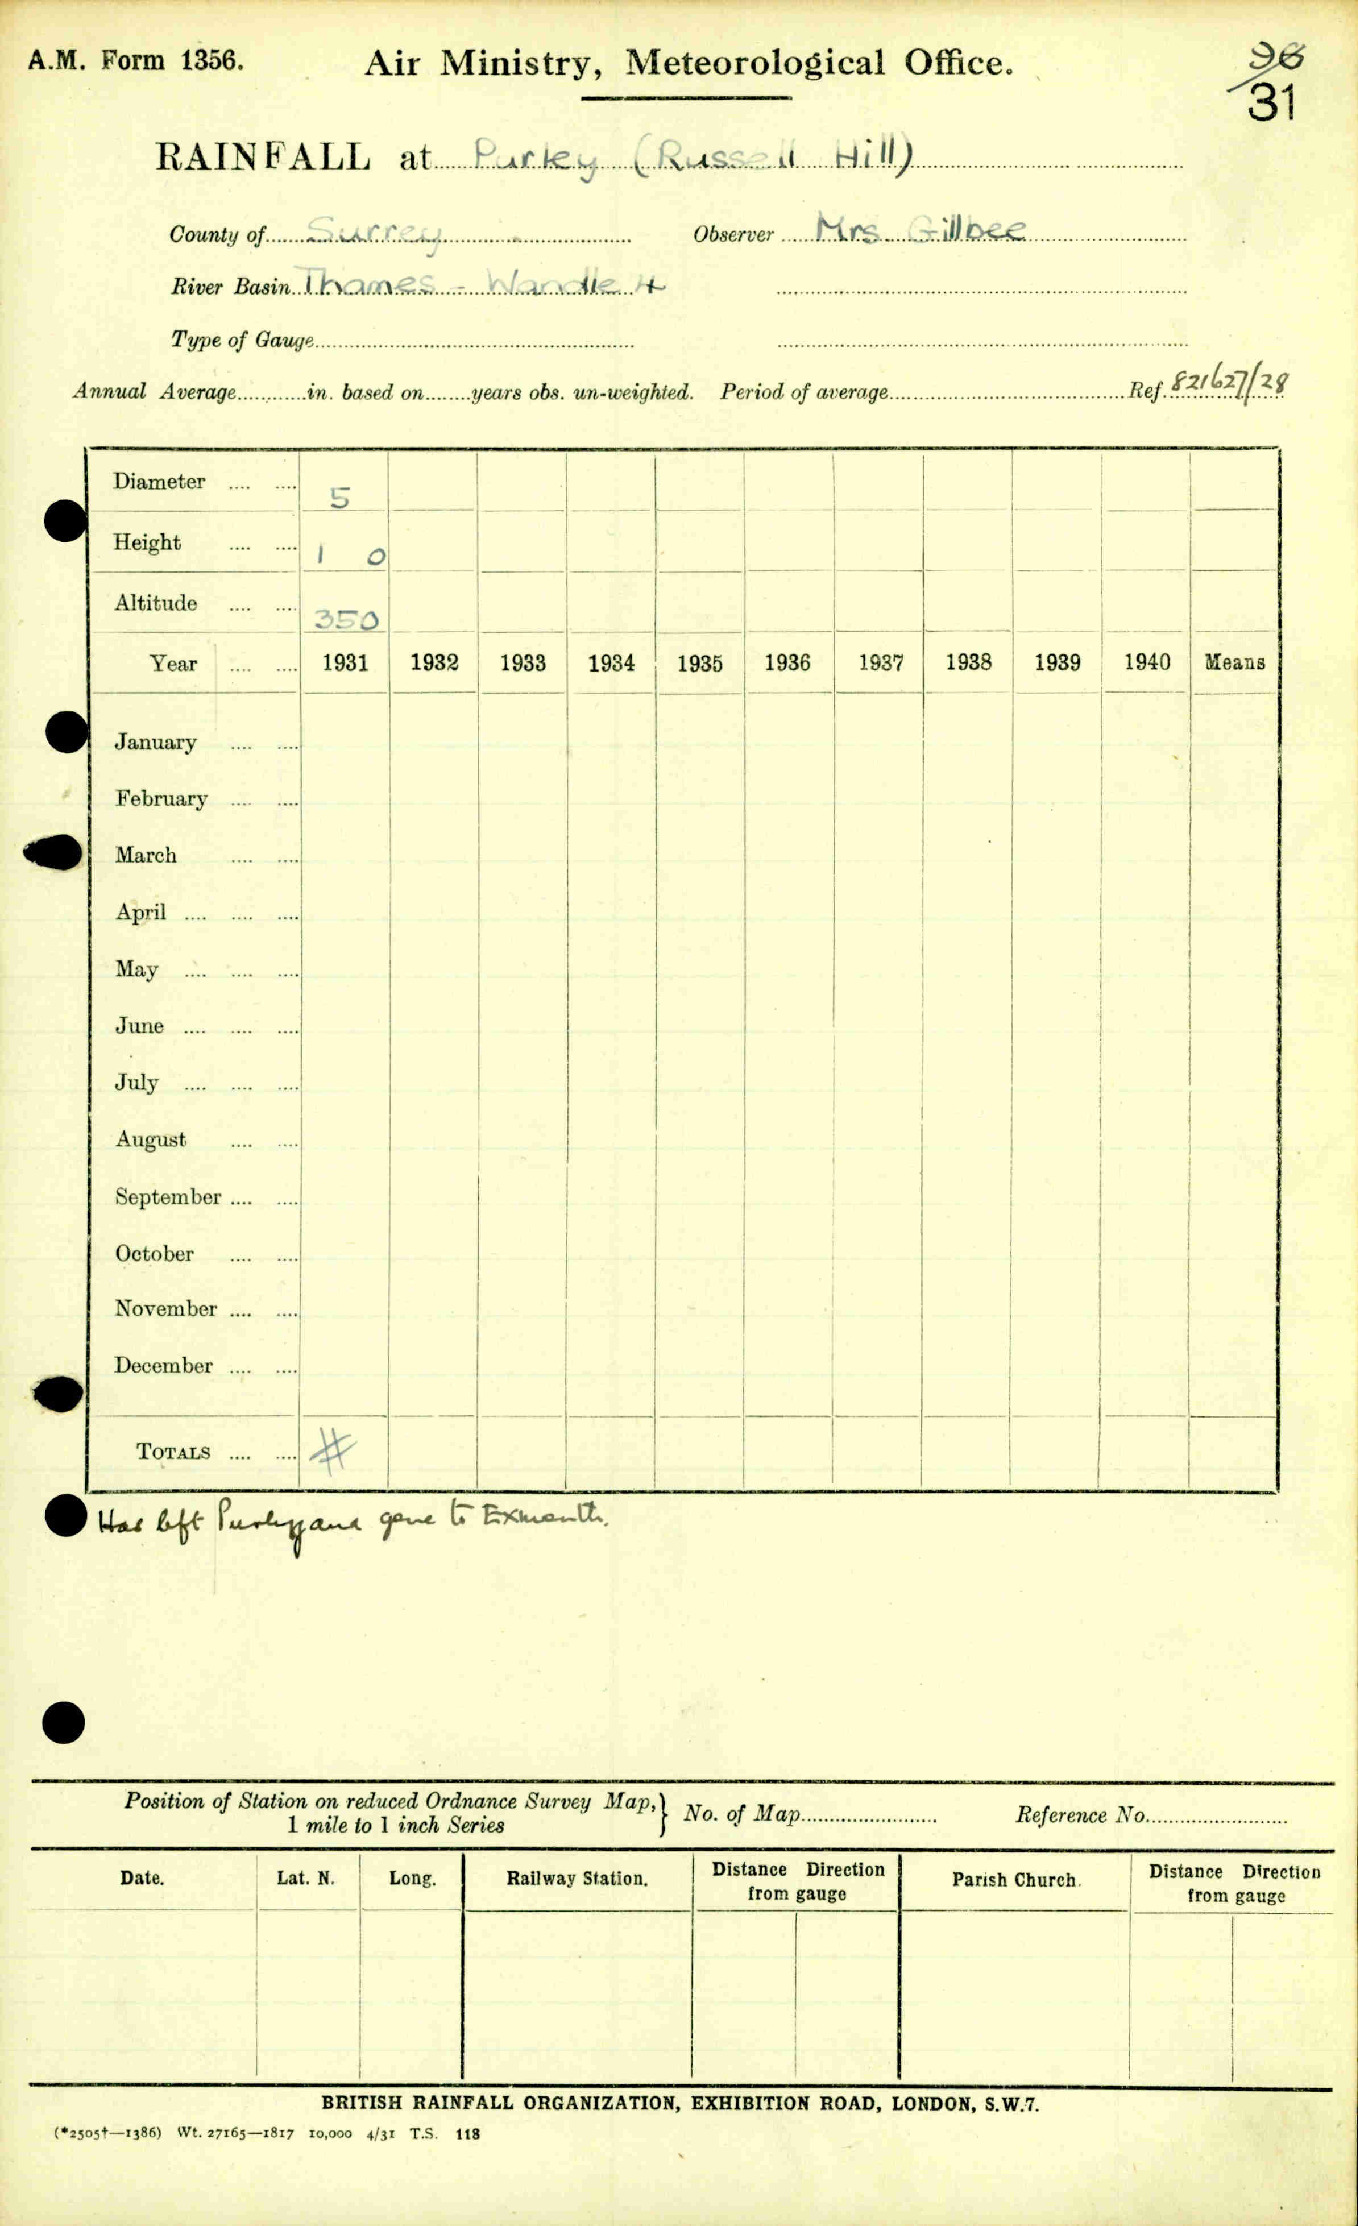 A.M. Form 1356.
Air Ministry, Meteorological Office.
96
31
RAINFALL at Purley (Russell Hill)
County of Surrey Observer Mrs Gillbee
River Basin Thames - Wandle 4
Type of Gauge
Annual Average in. based on years obs. un-weighted. Period of average Ref. 821627/28
Diameter 5
Height 1 0
Altitude 350
Year 1931 1932 1933 1934 1935 1936 1937 1938 1939 1940 Means
January
February
March
April
May
June
July
August
September
October
November
December
TOTALS #
Has left Purley and gone to Exmouth.
Position of Station on reduced Ordnance Survey Map, } No. of Map Reference No.
1 mile to 1 inch Series
Date. Lat. N. Long. Railway Station. Distance Direction from gauge Parish Church. Distance Direction from gauge
BRITISH RAINFALL ORGANIZATION, EXHIBITION ROAD, LONDON, S.W.7.
(*2505†—1386) Wt. 27165—1817 10,000 4/31 T.S. 118